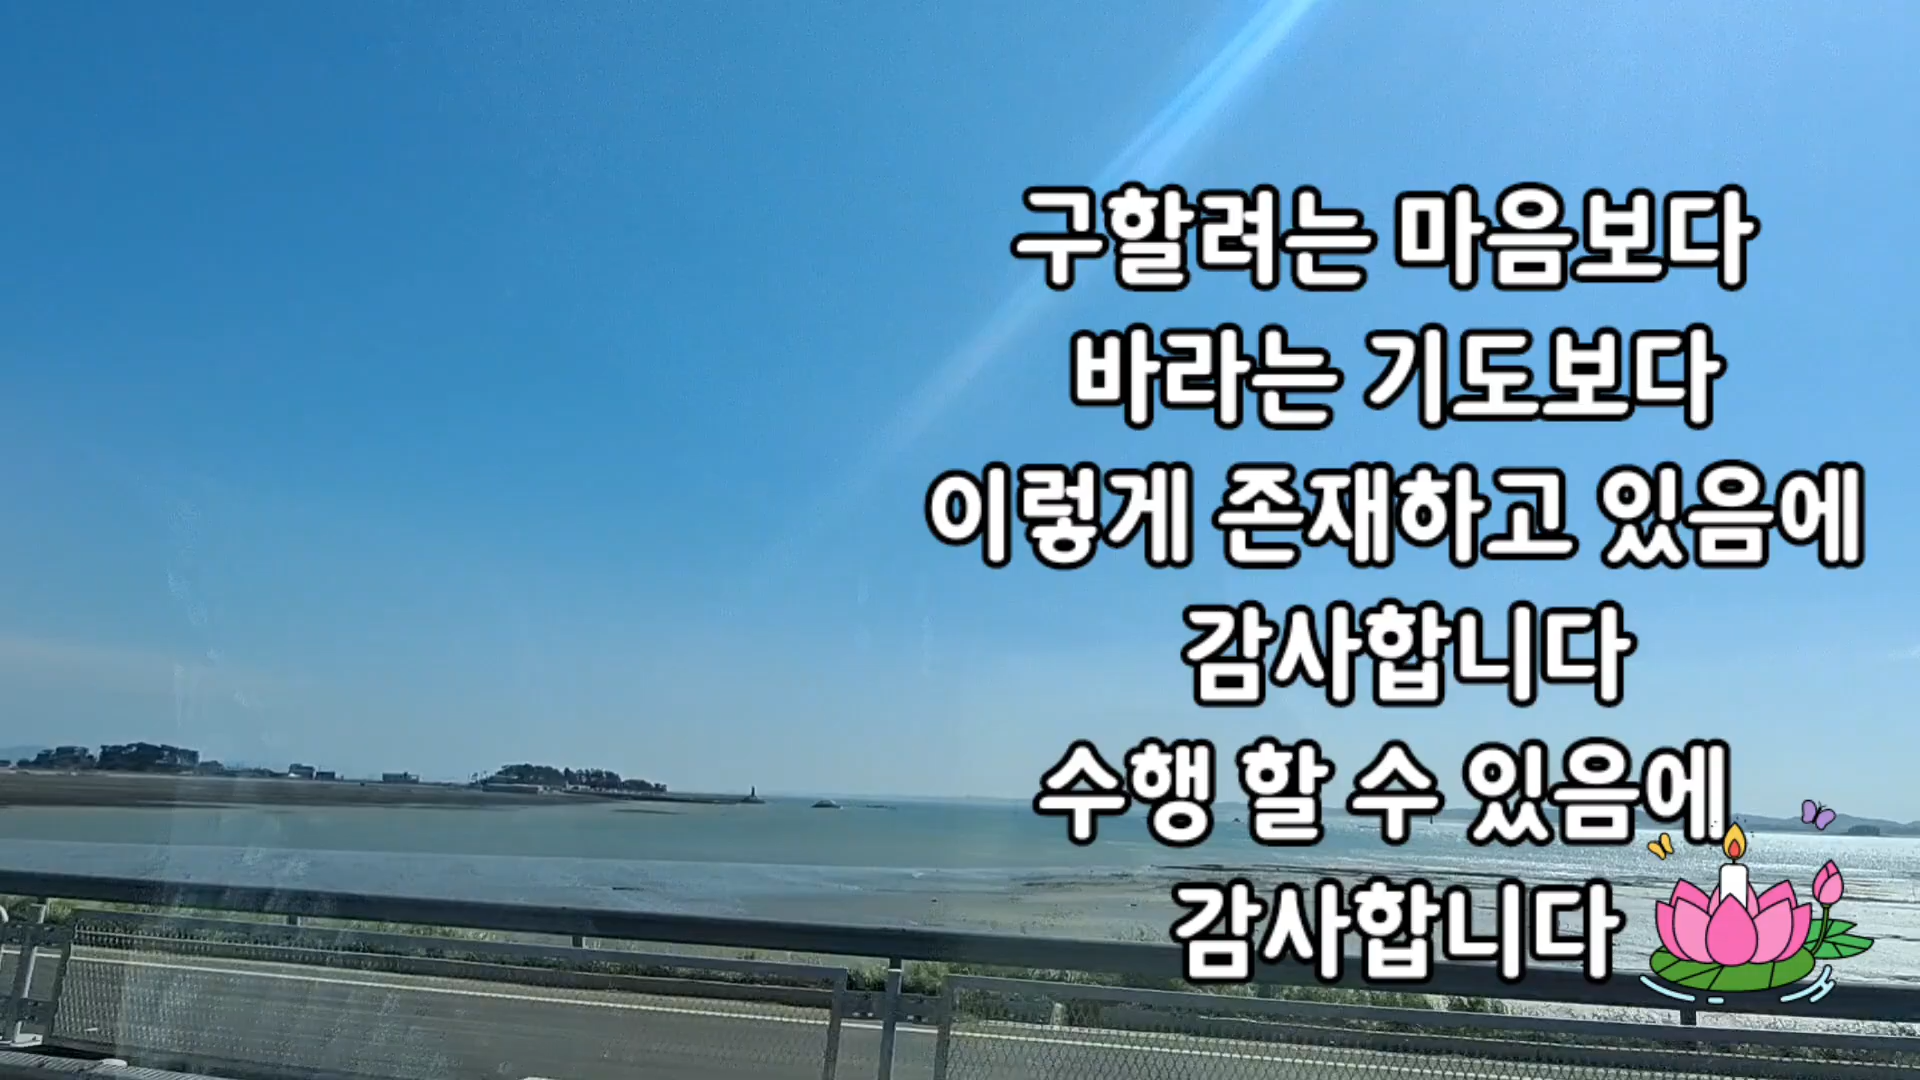 구할려는 마음보다
바라는 기도보다
이렇게 존재하고 있음에
감사합니다
수행 할 수 있음에
감사합니다